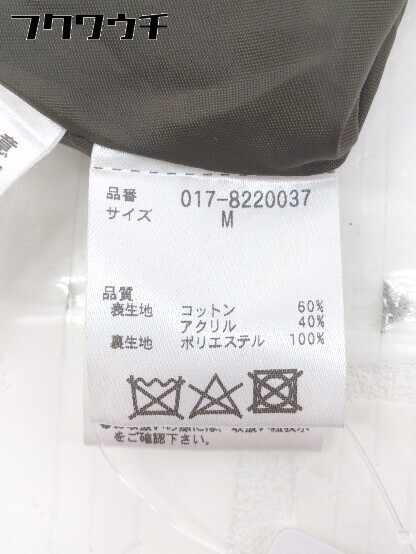 フクウクチ
品番 017-8220037
サイズ M
品質
表生地 コットン 60%
アクリル 40%
裏生地 ポリエステル 100%
をご確認下さい。